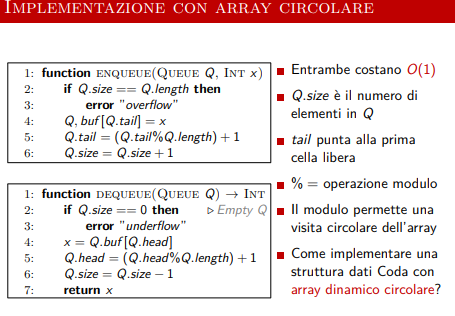 IMPLEMENTAZIONE CON ARRAY CIRCOLARE
1: function ENQUEUE(QUEUE Q, INT x)
2: if Q.size == Q.length then
3: error "overflow"
4: Q, buf[Q.tail] = x
5: Q.tail = (Q.tail%Q.length) + 1
6: Q.size = Q.size + 1
1: function DEQUEUE(QUEUE Q) → INT
2: if Q.size == 0 then ▷ Empty Q
3: error "underflow"
4: x = Q.buf[Q.head]
5: Q.head = (Q.head%Q.length) + 1
6: Q.size = Q.size − 1
7: return x
Entrambe costano O(1)
Q.size è il numero di
elementi in Q
tail punta alla prima
cella libera
% = operazione modulo
Il modulo permette una
visita circolare dell'array
Come implementare una
struttura dati Coda con
array dinamico circolare?